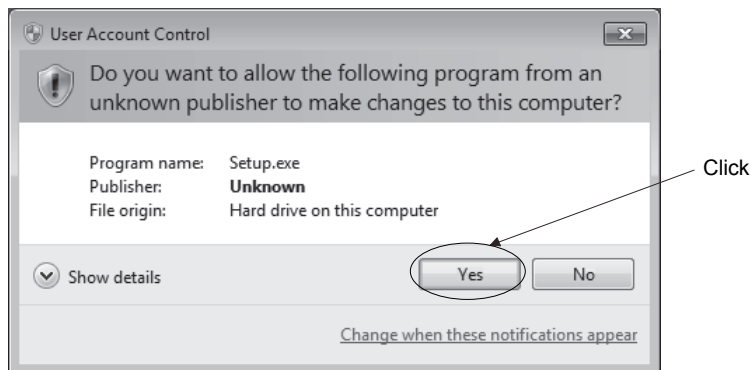 User Account Control
Do you want to allow the following program from an
unknown publisher to make changes to this computer?
Program name: Setup.exe
Publisher: Unknown
File origin: Hard drive on this computer
Click
Show details
Yes
No
Change when these notifications appear